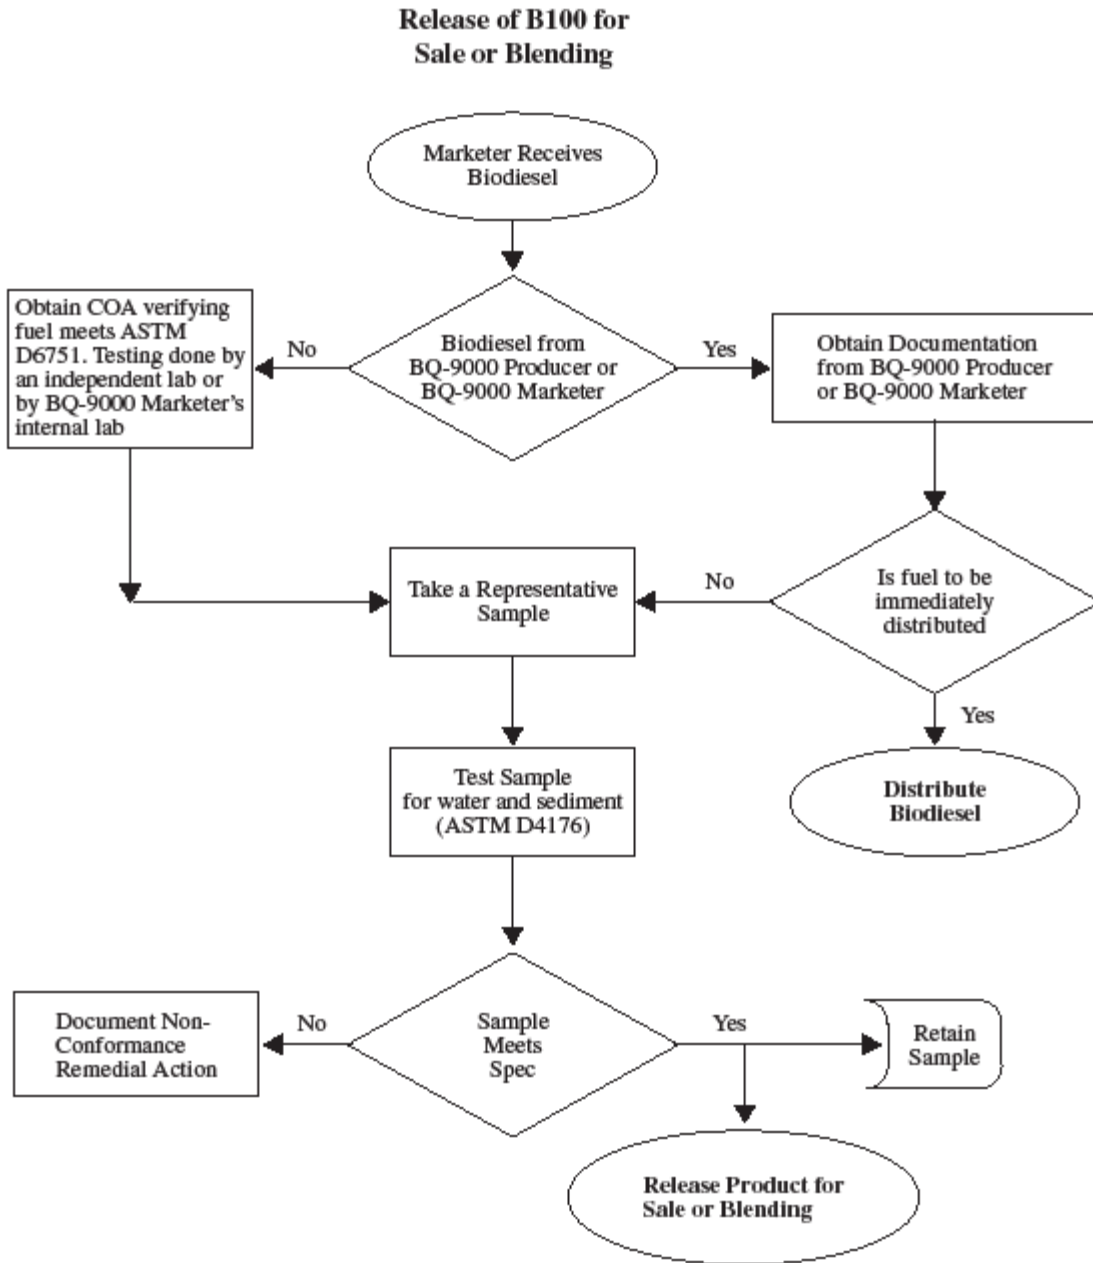 Release of B100 for
Sale or Blending
Marketer Receives
Biodiesel
Obtain COA verifying
fuel meets ASTM
D6751. Testing done by
an independent lab or
by BQ-9000 Marketer's
internal lab
No
Biodiesel from
BQ-9000 Producer or
BQ-9000 Marketer
Yes
Obtain Documentation
from BQ-9000 Producer
or BQ-9000 Marketer
Take a Representative
Sample
No
Is fuel to be
immediately
distributed
Yes
Test Sample
for water and sediment
(ASTM D4176)
Distribute
Biodiesel
Document Non-
Conformance
Remedial Action
No
Sample
Meets
Spec
Yes
Retain
Sample
Release Product for
Sale or Blending